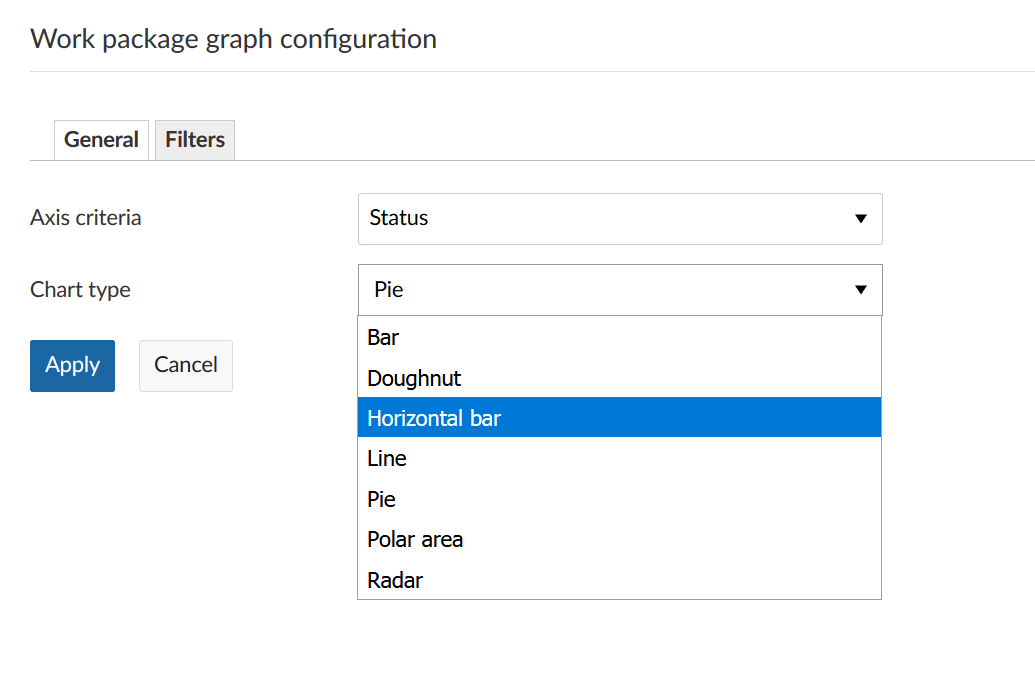 Work package graph configuration
General Filters
Axis criteria Status
Chart type Pie
Bar
Apply Cancel
Doughnut
Horizontal bar
Line
Pie
Polar area
Radar